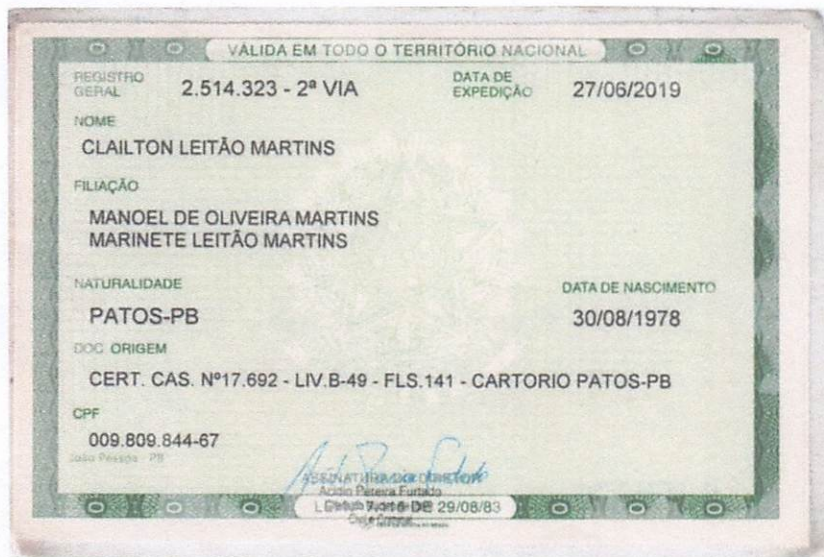 VÁLIDA EM TODO O TERRITÓRIO NACIONAL
REGISTRO GERAL 2.514.323 - 2ª VIA DATA DE EXPEDIÇÃO 27/06/2019
NOME
CLAILTON LEITÃO MARTINS
FILIAÇÃO
MANOEL DE OLIVEIRA MARTINS
MARINETE LEITÃO MARTINS
NATURALIDADE DATA DE NASCIMENTO
PATOS-PB 30/08/1978
DOC ORIGEM
CERT. CAS. Nº17.692 - LIV.B-49 - FLS.141 - CARTORIO PATOS-PB
CPF
009.809.844-67
João Pessoa - PB
ASSINATURA DO DIRETOR
Pereira Furtado
LEI Nº 7.116 DE 29/08/83